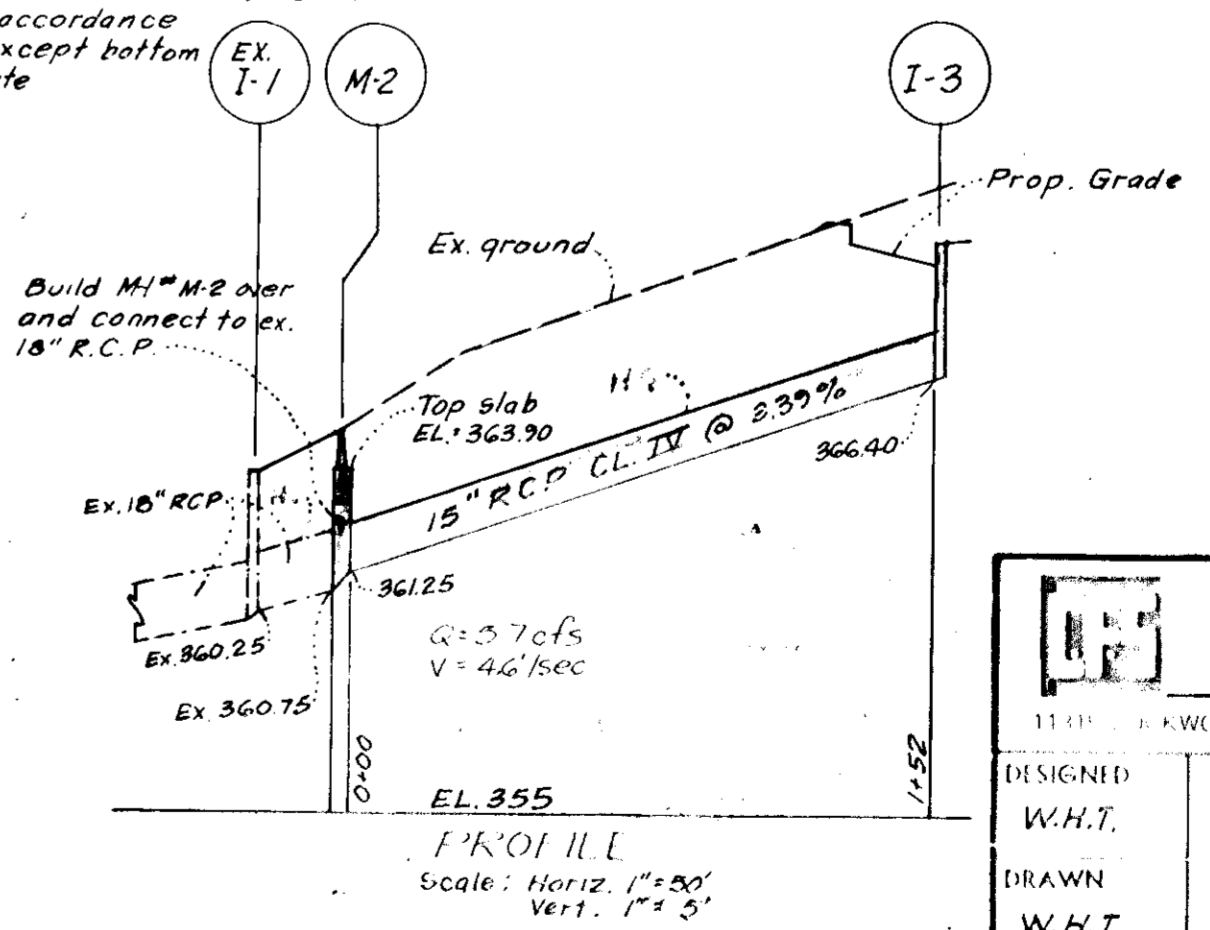 accordance
except bottom
EX.
I-1
M-2
I-3
Prop. Grade
Ex. ground
Build MH# M-2 over
and connect to ex.
18" R.C.P.
Top slab
EL. 363.90
15" RCP CL. IV @ 3.39%
366.40
Ex. 18" RCP
361.25
Ex. 360.25
Q=3.7 cfs
V = 4.6'/sec
Ex. 360.75
0+00
1+52
EL. 355
PROFILE
Scale: Horiz. 1"=50'
Vert. 1"=5'
DESIGNED
W.H.T.
DRAWN
W.H.T.